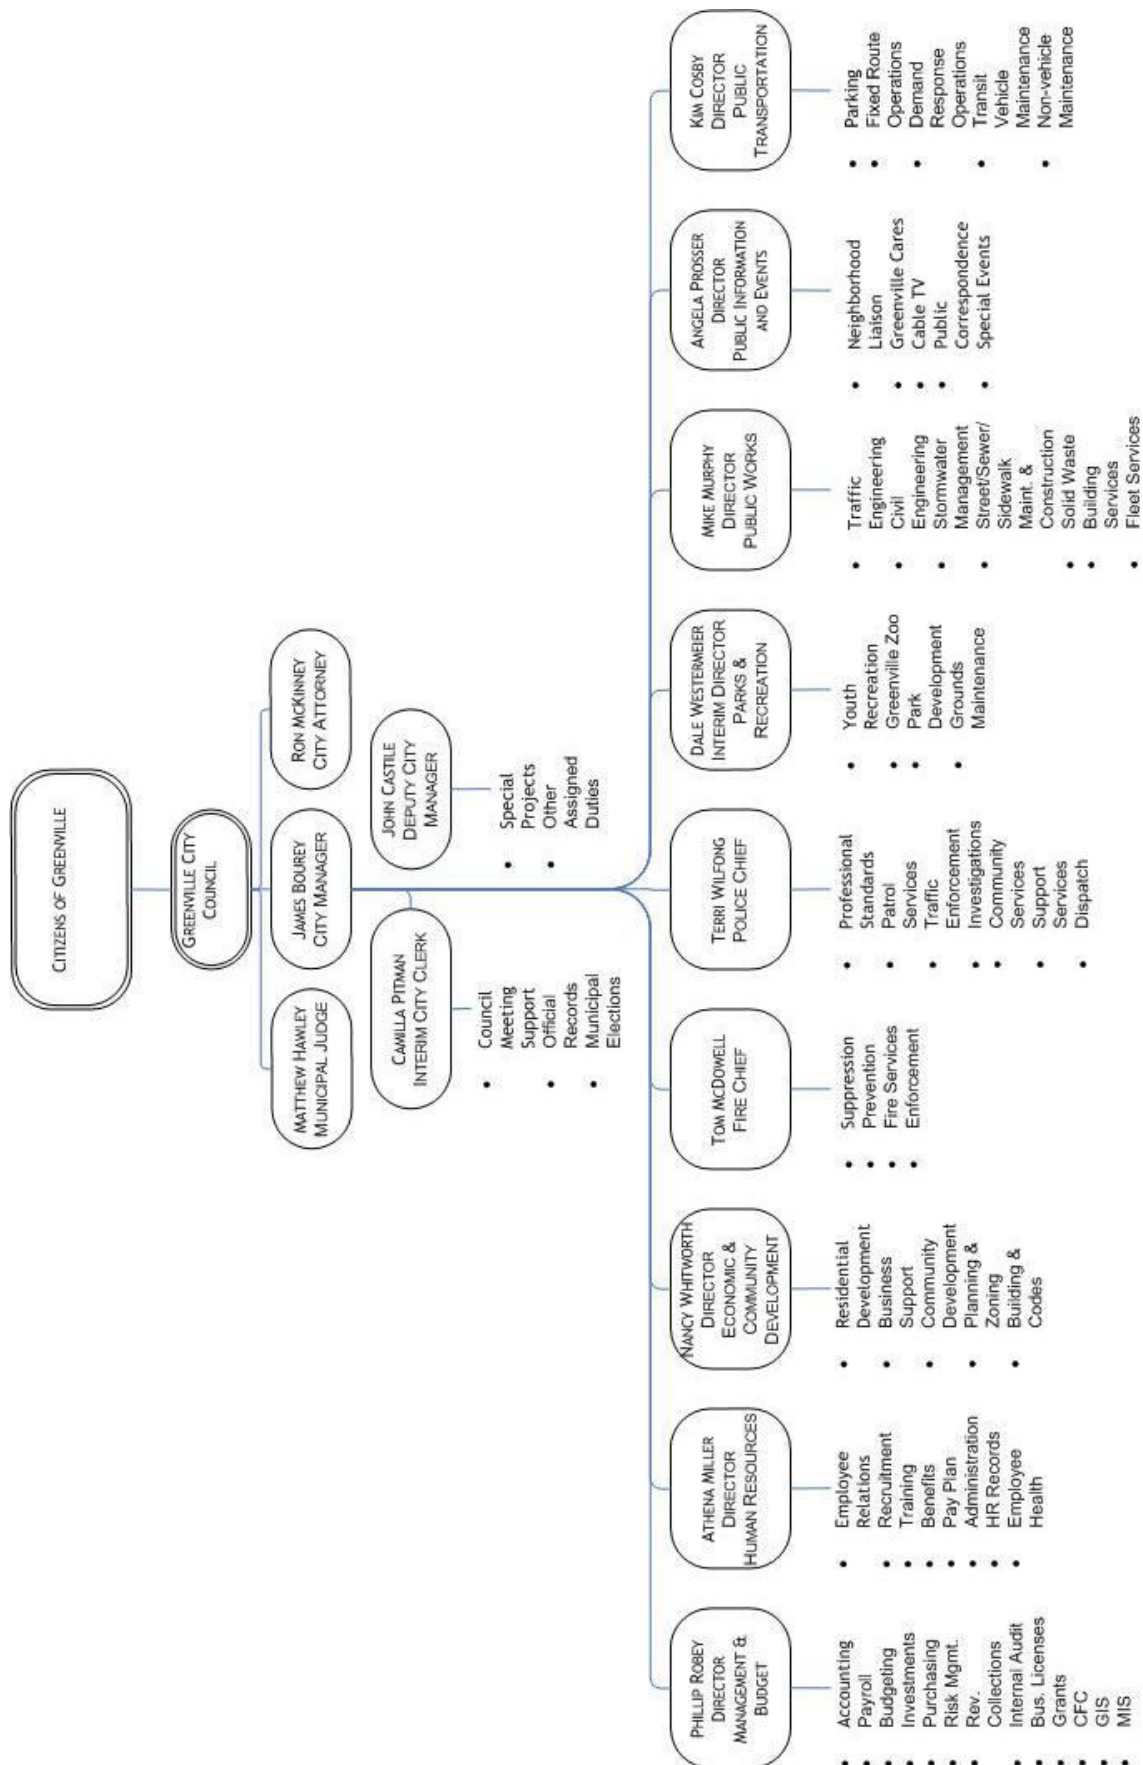 CITIZENS OF GREENVILLE
GREENVILLE CITY
COUNCIL
MATTHEW HAWLEY
MUNICIPAL JUDGE
JAMES BOUREY
CITY MANAGER
RON MCKINNEY
CITY ATTORNEY
CAMILLA PITMAN
INTERIM CITY CLERK
• Council
Meeting
Support
• Official
Records
• Municipal
Elections
JOHN CASTILE
DEPUTY CITY
MANAGER
• Special
Projects
• Other
Assigned
Duties
PHILLIP ROBEY
DIRECTOR
MANAGEMENT &
BUDGET
• Accounting
• Payroll
• Budgeting
• Investments
• Purchasing
• Risk Mgmt.
• Rev.
Collections
• Internal Audit
• Bus. Licenses
• Grants
• CFC
• GIS
• MIS
ATHENA MILLER
DIRECTOR
HUMAN RESOURCES
• Employee
Relations
• Recruitment
• Training
• Benefits
• Pay Plan
• Administration
• HR Records
• Employee
Health
NANCY WHITWORTH
DIRECTOR
ECONOMIC &
COMMUNITY
DEVELOPMENT
• Residential
Development
• Business
Support
• Community
Development
• Planning &
Zoning
• Building &
Codes
TOM MCDOWELL
FIRE CHIEF
• Suppression
• Prevention
• Fire Services
• Enforcement
TERRI WILFONG
POLICE CHIEF
• Professional
Standards
• Patrol
Services
• Traffic
Enforcement
• Investigations
• Community
Services
• Support
Services
• Dispatch
DALE WESTERMEIER
INTERIM DIRECTOR
PARKS &
RECREATION
• Youth
Recreation
• Greenville Zoo
• Park
Development
• Grounds
Maintenance
MIKE MURPHY
DIRECTOR
PUBLIC WORKS
• Traffic
Engineering
• Civil
Engineering
• Stormwater
Management
• Street/Sewer/
Sidewalk
Maint. &
Construction
• Solid Waste
• Building
Services
• Fleet Services
ANGELA PROSSER
DIRECTOR
PUBLIC INFORMATION
AND EVENTS
• Neighborhood
Liaison
• Greenville Cares
• Cable TV
• Public
Correspondence
• Special Events
KIM COSBY
DIRECTOR
PUBLIC
TRANSPORTATION
• Parking
• Fixed Route
Operations
• Demand
Response
Operations
• Transit
Vehicle
Maintenance
• Non-vehicle
Maintenance